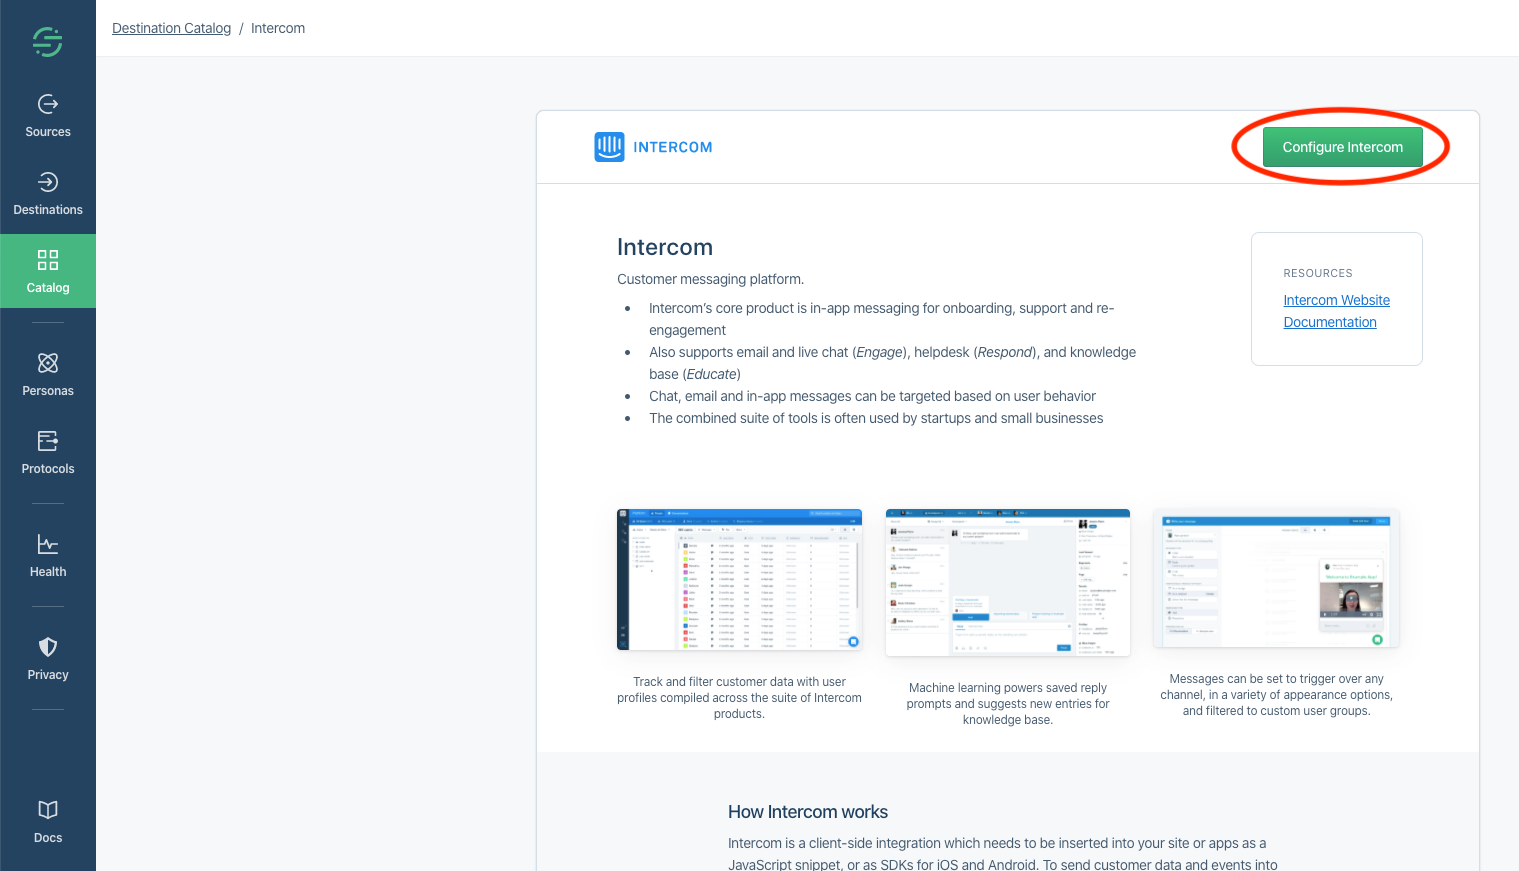 Destination Catalog / Intercom
Sources
Destinations
Catalog
Personas
Protocols
Health
Privacy
Docs
INTERCOM
Configure Intercom
Intercom
Customer messaging platform.
• Intercom’s core product is in-app messaging for onboarding, support and re-
engagement
• Also supports email and live chat (Engage), helpdesk (Respond), and knowledge
base (Educate)
• Chat, email and in-app messages can be targeted based on user behavior
• The combined suite of tools is often used by startups and small businesses
RESOURCES
Intercom Website
Documentation
Track and filter customer data with user
profiles compiled across the suite of Intercom
products.
Machine learning powers saved reply
prompts and suggests new entries for
knowledge base.
Messages can be set to trigger over any
channel, in a variety of appearance options,
and filtered to custom user groups.
How Intercom works
Intercom is a client-side integration which needs to be inserted into your site or apps as a
JavaScript snippet, or as SDKs for iOS and Android. To send customer data and events into